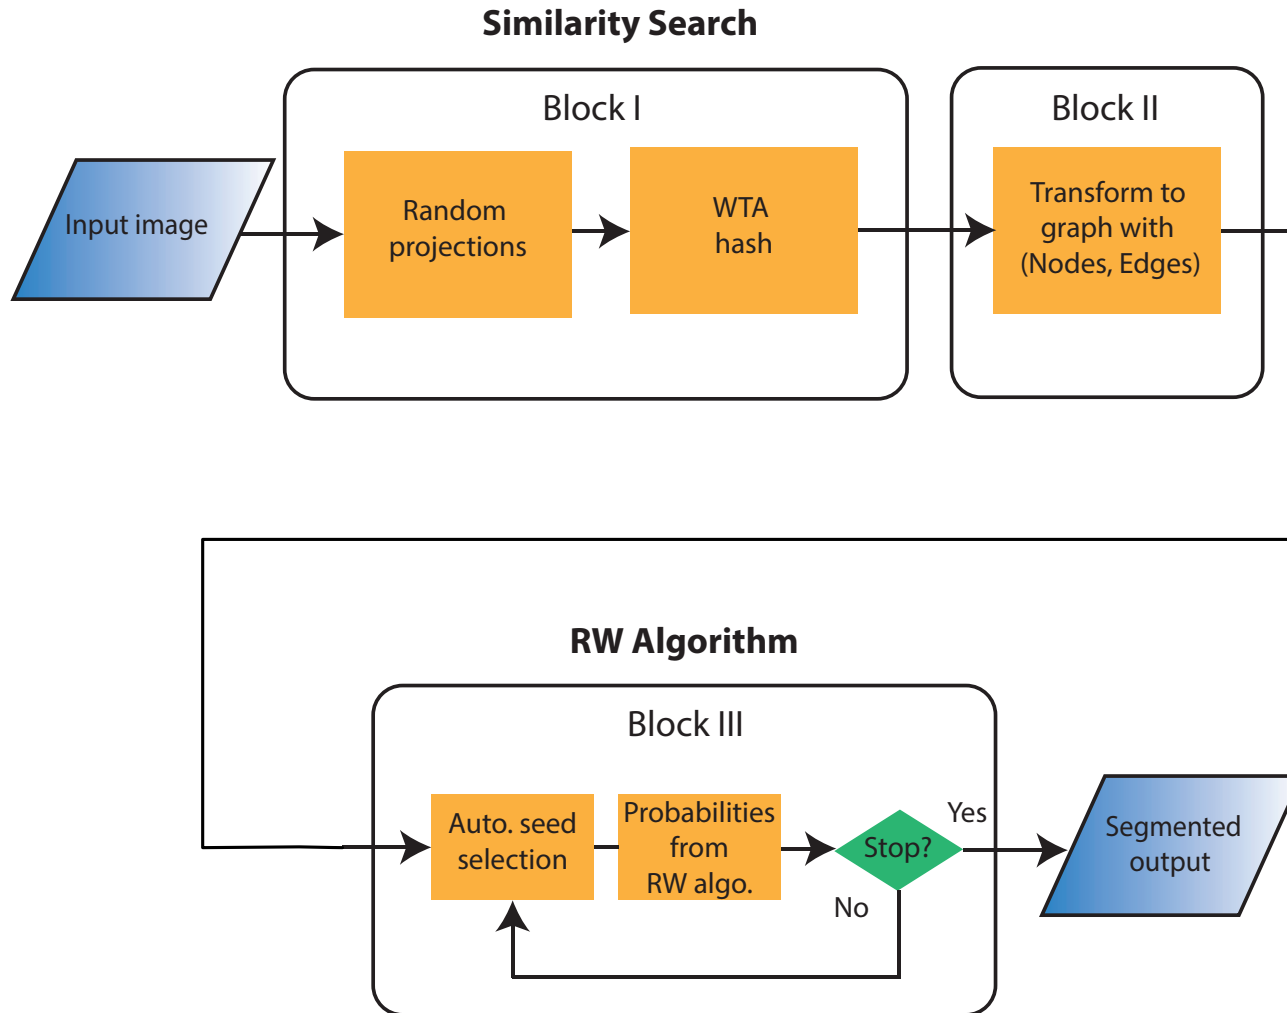 Similarity Search
Block I
Block II
Input image
Random
projections
WTA
hash
Transform to
graph with
(Nodes, Edges)
RW Algorithm
Block III
Auto. seed
selection
Probabilities
from
RW algo.
Stop?
Yes
No
Segmented
output